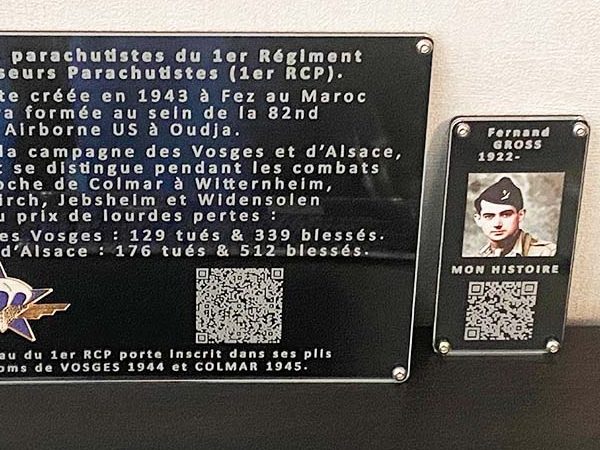 parachutistes du 1er Régiment
seurs Parachutistes (1er RCP).
te créée en 1943 à Fez au Maroc
ra formée au sein de la 82nd
Airborne US à Oudja.
la campagne des Vosges et d'Alsace,
t se distingue pendant les combats
oche de Colmar à Witternheim,
irch, Jebsheim et Widensolen
u prix de lourdes pertes :
es Vosges : 129 tués & 339 blessés.
d'Alsace : 176 tués & 512 blessés.
au du 1er RCP porte Inscrit dans ses plis
oms de VOSGES 1944 et COLMAR 1945.
Fernand
GROSS
1922-
MON HISTOIRE